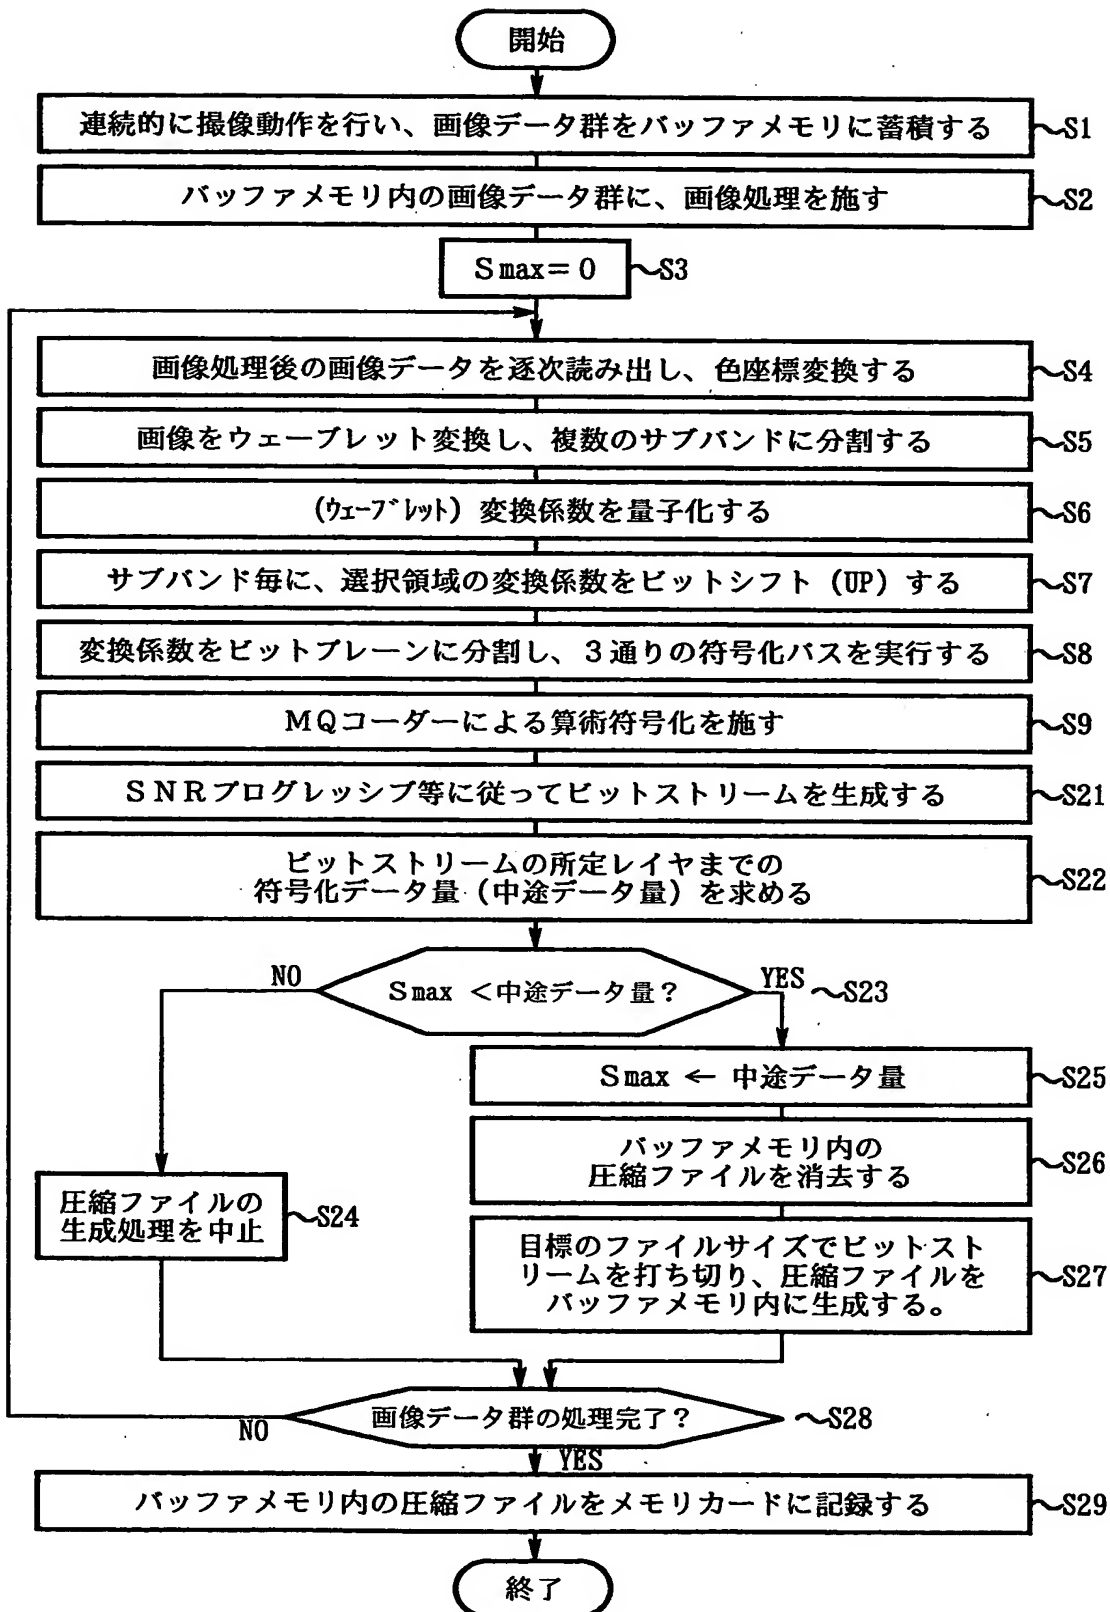 開始
連続的に撮像動作を行い、画像データ群をバッファメモリに蓄積する
S1
バッファメモリ内の画像データ群に、画像処理を施す
S2
Smax=0
S3
画像処理後の画像データを逐次読み出し、色座標変換する
S4
画像をウェーブレット変換し、複数のサブバンドに分割する
S5
(ウェーブレット) 変換係数を量子化する
S6
サブバンド毎に、選択領域の変換係数をビットシフト (UP) する
S7
変換係数をビットプレーンに分割し、3通りの符号化パスを実行する
S8
MQコーダーによる算術符号化を施す
S9
SNRプログレッシブ等に従ってビットストリームを生成する
S21
ビットストリームの所定レイヤまでの
符号化データ量 (中途データ量) を求める
S22
NO
Smax <中途データ量?
YES
S23
Smax ← 中途データ量
S25
バッファメモリ内の
圧縮ファイルを消去する
S26
圧縮ファイルの
生成処理を中止
S24
目標のファイルサイズでビットスト
リームを打ち切り、圧縮ファイルを
バッファメモリ内に生成する。
S27
画像データ群の処理完了?
S28
NO
YES
バッファメモリ内の圧縮ファイルをメモリカードに記録する
S29
終了